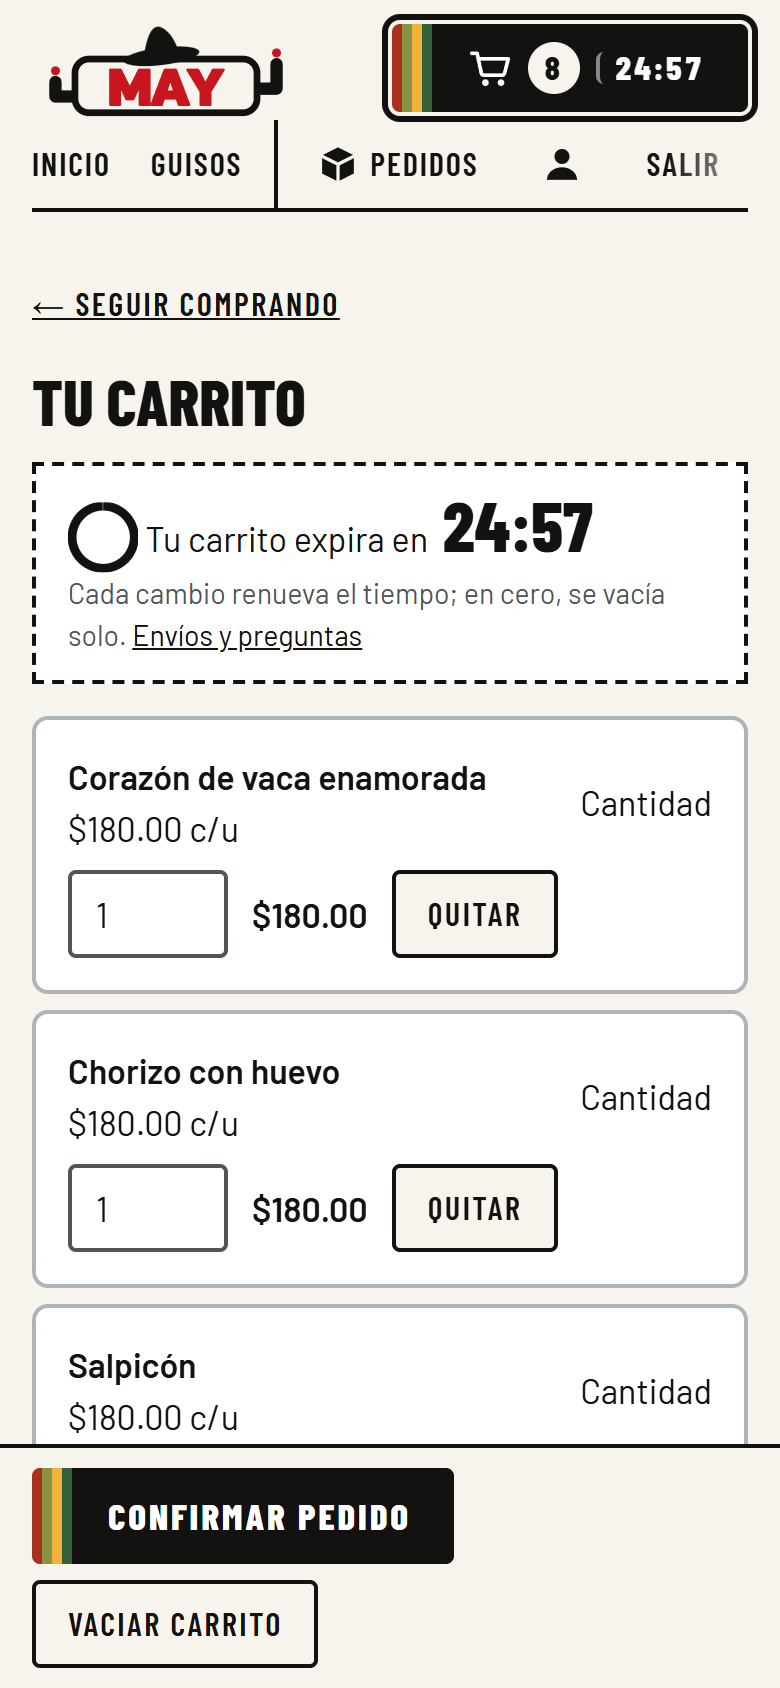 MAY
8
24:57
INICIO
GUISOS
PEDIDOS
SALIR
← SEGUIR COMPRANDO
TU CARRITO
Tu carrito expira en 24:57
Cada cambio renueva el tiempo; en cero, se vacía
solo. Envíos y preguntas
Corazón de vaca enamorada
$180.00 c/u
Cantidad
1
$180.00
QUITAR
Chorizo con huevo
$180.00 c/u
Cantidad
1
$180.00
QUITAR
Salpicón
$180.00 c/u
Cantidad
CONFIRMAR PEDIDO
VACIAR CARRITO